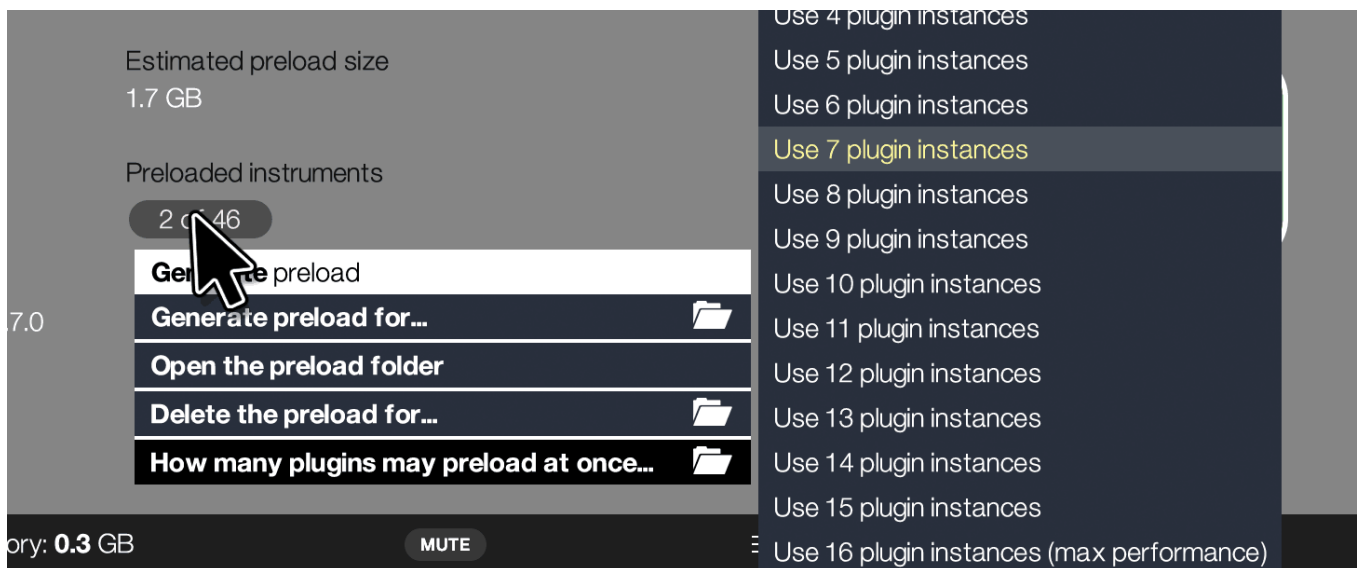 Estimated preload size
1.7 GB
Preloaded instruments
2 of 46
Generate preload
Generate preload for...
Open the preload folder
Delete the preload for...
How many plugins may preload at once...
.7.0
ory: 0.3 GB
MUTE
Use 4 plugin instances
Use 5 plugin instances
Use 6 plugin instances
Use 7 plugin instances
Use 8 plugin instances
Use 9 plugin instances
Use 10 plugin instances
Use 11 plugin instances
Use 12 plugin instances
Use 13 plugin instances
Use 14 plugin instances
Use 15 plugin instances
Use 16 plugin instances (max performance)